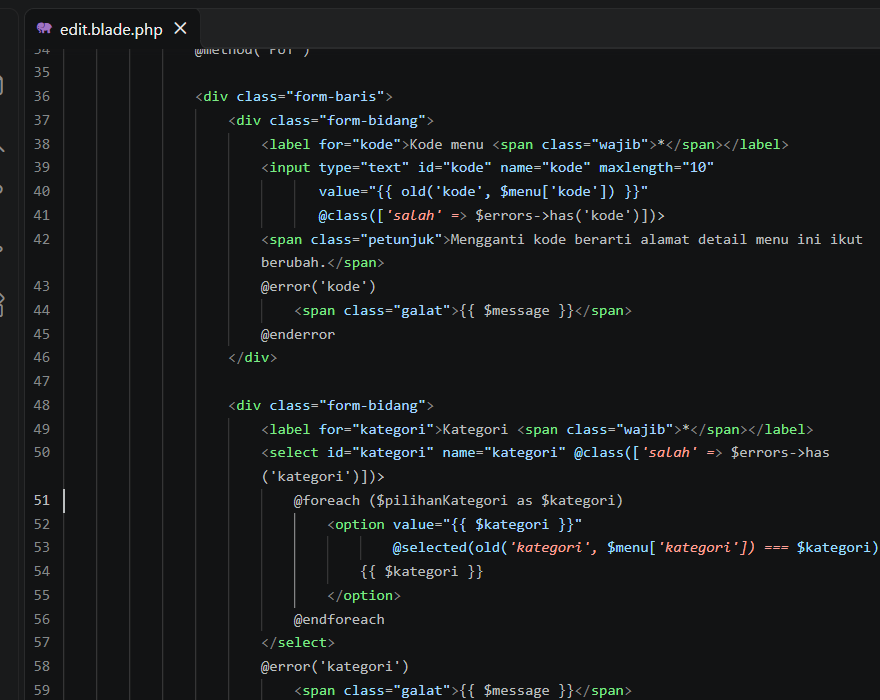 edit.blade.php
34 @method('PUT')
35
36 <div class="form-baris">
37 <div class="form-bidang">
38 <label for="kode">Kode menu <span class="wajib">*</span></label>
39 <input type="text" id="kode" name="kode" maxlength="10"
40 value="{{ old('kode', $menu['kode']) }}"
41 @class(['salah' => $errors->has('kode')])>
42 <span class="petunjuk">Mengganti kode berarti alamat detail menu ini ikut
berubah.</span>
43 @error('kode')
44 <span class="galat">{{ $message }}</span>
45 @enderror
46 </div>
47
48 <div class="form-bidang">
49 <label for="kategori">Kategori <span class="wajib">*</span></label>
50 <select id="kategori" name="kategori" @class(['salah' => $errors->has
('kategori')])>
51 @foreach ($pilihanKategori as $kategori)
52 <option value="{{ $kategori }}"
53 @selected(old('kategori', $menu['kategori']) === $kategori)
54 {{ $kategori }}
55 </option>
56 @endforeach
57 </select>
58 @error('kategori')
59 <span class="galat">{{ $message }}</span>